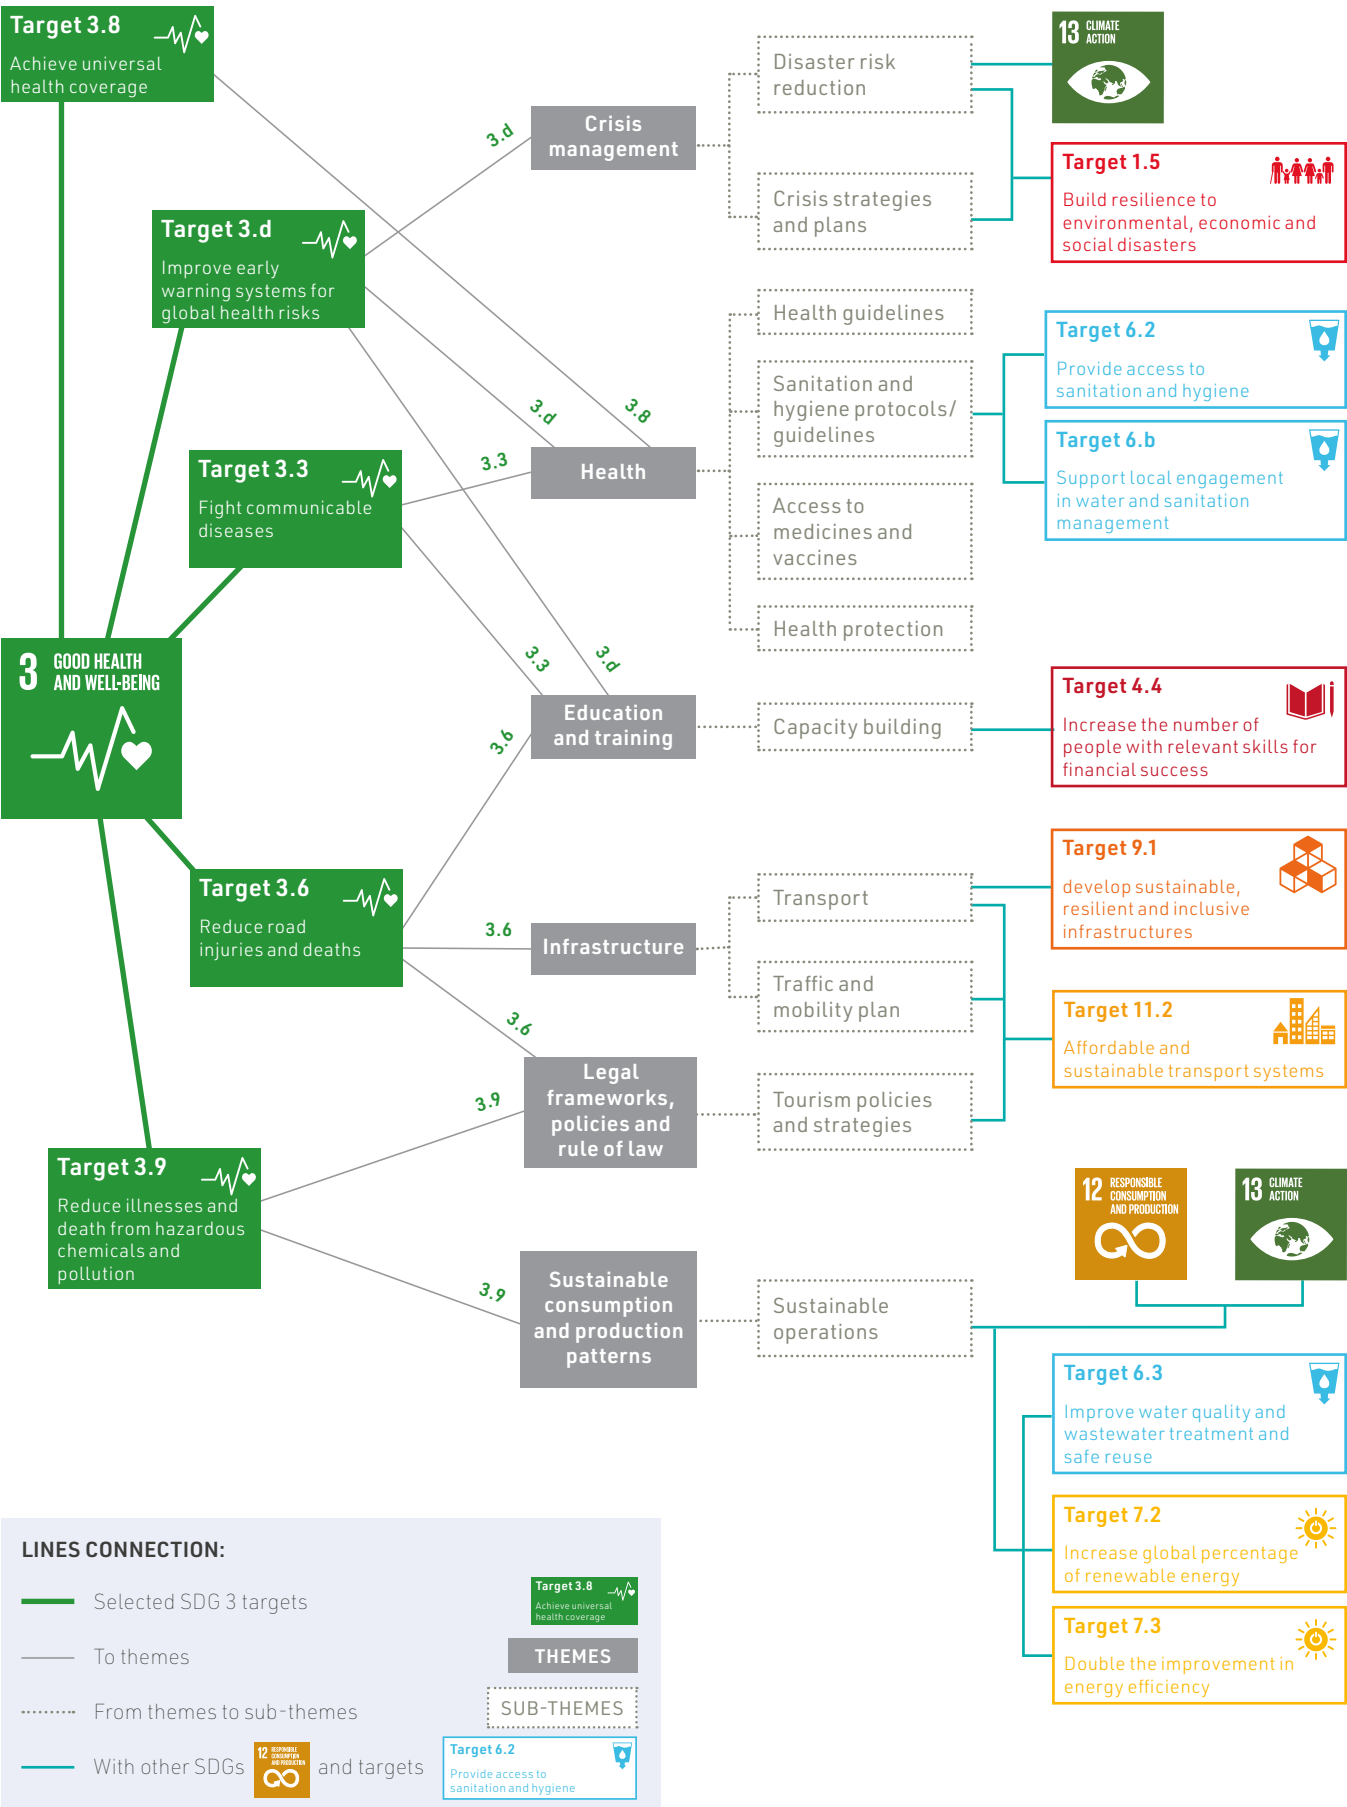 Target 3.8
Achieve universal
health coverage
Target 3.d
Improve early
warning systems for
global health risks
Target 3.3
Fight communicable
diseases
3 GOOD HEALTH
AND WELL-BEING
Target 3.6
Reduce road
injuries and deaths
Target 3.9
Reduce illnesses and
death from hazardous
chemicals and
pollution
3.d
3.d
3.8
3.3
3.3
3.d
3.6
3.6
3.6
3.9
3.9
Crisis
management
Health
Education
and training
Infrastructure
Legal
frameworks,
policies and
rule of law
Sustainable
consumption
and production
patterns
Disaster risk
reduction
Crisis strategies
and plans
Health guidelines
Sanitation and
hygiene protocols/
guidelines
Access to
medicines and
vaccines
Health protection
Capacity building
Transport
Traffic and
mobility plan
Tourism policies
and strategies
Sustainable
operations
13 CLIMATE
ACTION
Target 1.5
Build resilience to
environmental, economic and
social disasters
Target 6.2
Provide access to
sanitation and hygiene
Target 6.b
Support local engagement
in water and sanitation
management
Target 4.4
Increase the number of
people with relevant skills for
financial success
Target 9.1
develop sustainable,
resilient and inclusive
infrastructures
Target 11.2
Affordable and
sustainable transport systems
12 RESPONSIBLE
CONSUMPTION
AND PRODUCTION
13 CLIMATE
ACTION
Target 6.3
Improve water quality and
wastewater treatment and
safe reuse
Target 7.2
Increase global percentage
of renewable energy
Target 7.3
Double the improvement in
energy efficiency
LINES CONNECTION:
Selected SDG 3 targets
Target 3.8
Achieve universal
health coverage
To themes
THEMES
From themes to sub-themes
SUB-THEMES
With other SDGs
12 RESPONSIBLE
CONSUMPTION
AND PRODUCTION
and targets
Target 6.2
Provide access to
sanitation and hygiene